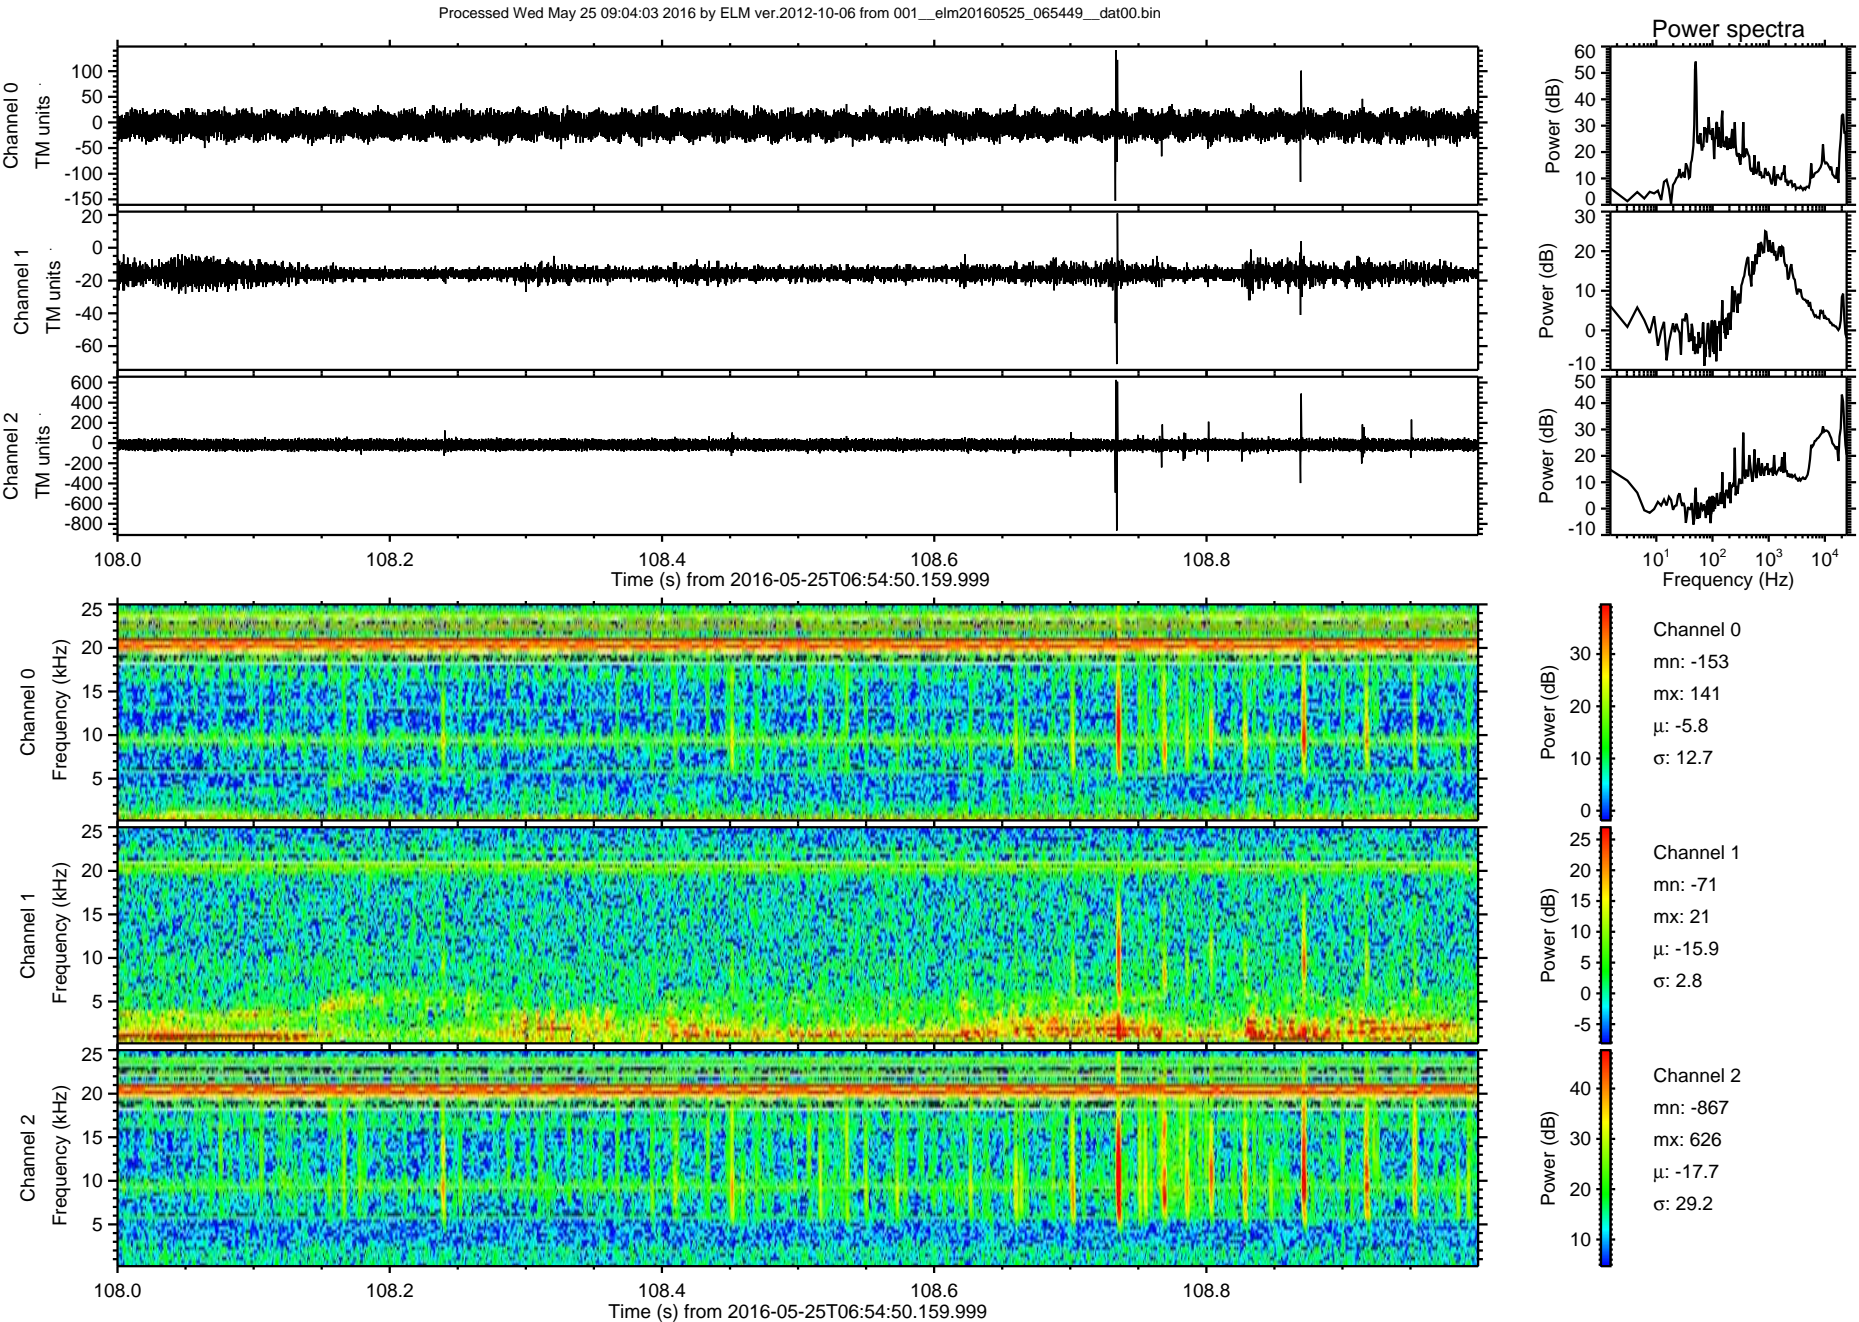 Processed Wed May 25 09:04:03 2016 by ELM ver.2012-10-06 from 001__elm20160525_065449__dat00.bin
Power spectra
Channel 0
TM units
100
50
0
-50
-100
-150
Power (dB)
60
50
40
30
20
10
0
Channel 1
TM units
20
0
-20
-40
-60
Power (dB)
30
20
10
0
-10
Channel 2
TM units
600
400
200
0
-200
-400
-600
-800
Power (dB)
50
40
30
20
10
0
-10
108.0 108.2 108.4 108.6 108.8
Time (s) from 2016-05-25T06:54:50.159.999
10¹ 10² 10³ 10⁴
Frequency (Hz)
Channel 0
Frequency (kHz)
25
20
15
10
5
Power (dB)
30
20
10
0
Channel 0
mn: -153
mx: 141
μ: -5.8
σ: 12.7
Channel 1
Frequency (kHz)
25
20
15
10
5
Power (dB)
25
20
15
10
5
0
-5
Channel 1
mn: -71
mx: 21
μ: -15.9
σ: 2.8
Channel 2
Frequency (kHz)
25
20
15
10
5
Power (dB)
40
30
20
10
Channel 2
mn: -867
mx: 626
μ: -17.7
σ: 29.2
108.0 108.2 108.4 108.6 108.8
Time (s) from 2016-05-25T06:54:50.159.999